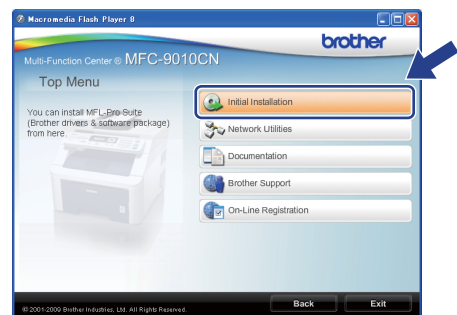 Macromedia Flash Player 8
brother
Multi-Function Center ® MFC-9010CN
Top Menu
You can install MFL-Pro Suite
(Brother drivers & software package)
from here.
Initial Installation
Network Utilities
Documentation
Brother Support
On-Line Registration
© 2001-2009 Brother Industries, Ltd. All Rights Reserved.
Back
Exit